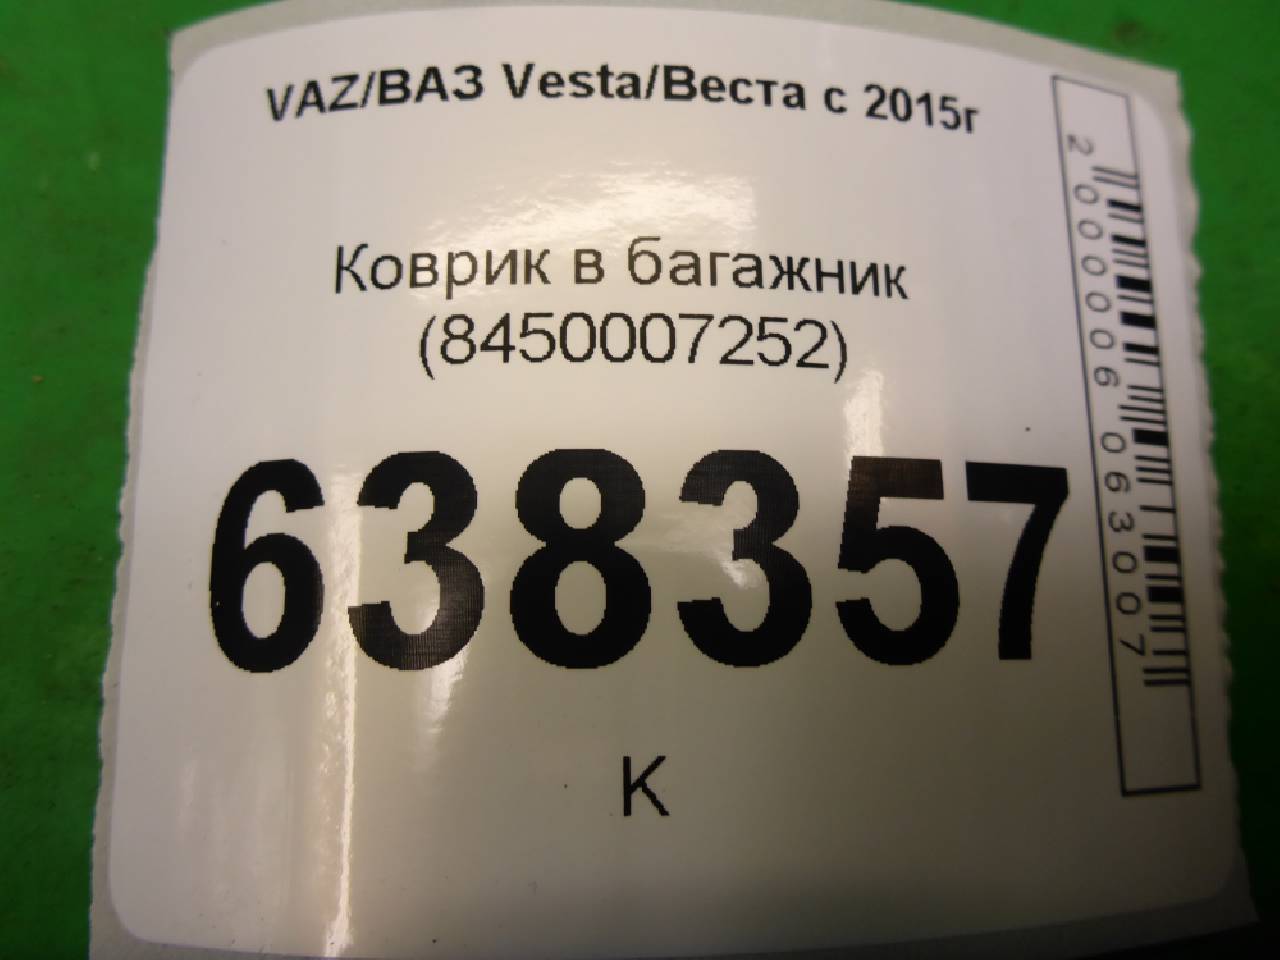 VAZ/ВАЗ Vesta/Веста с 2015г
Коврик в багажник
(8450007252)
638357
К
2000006063007